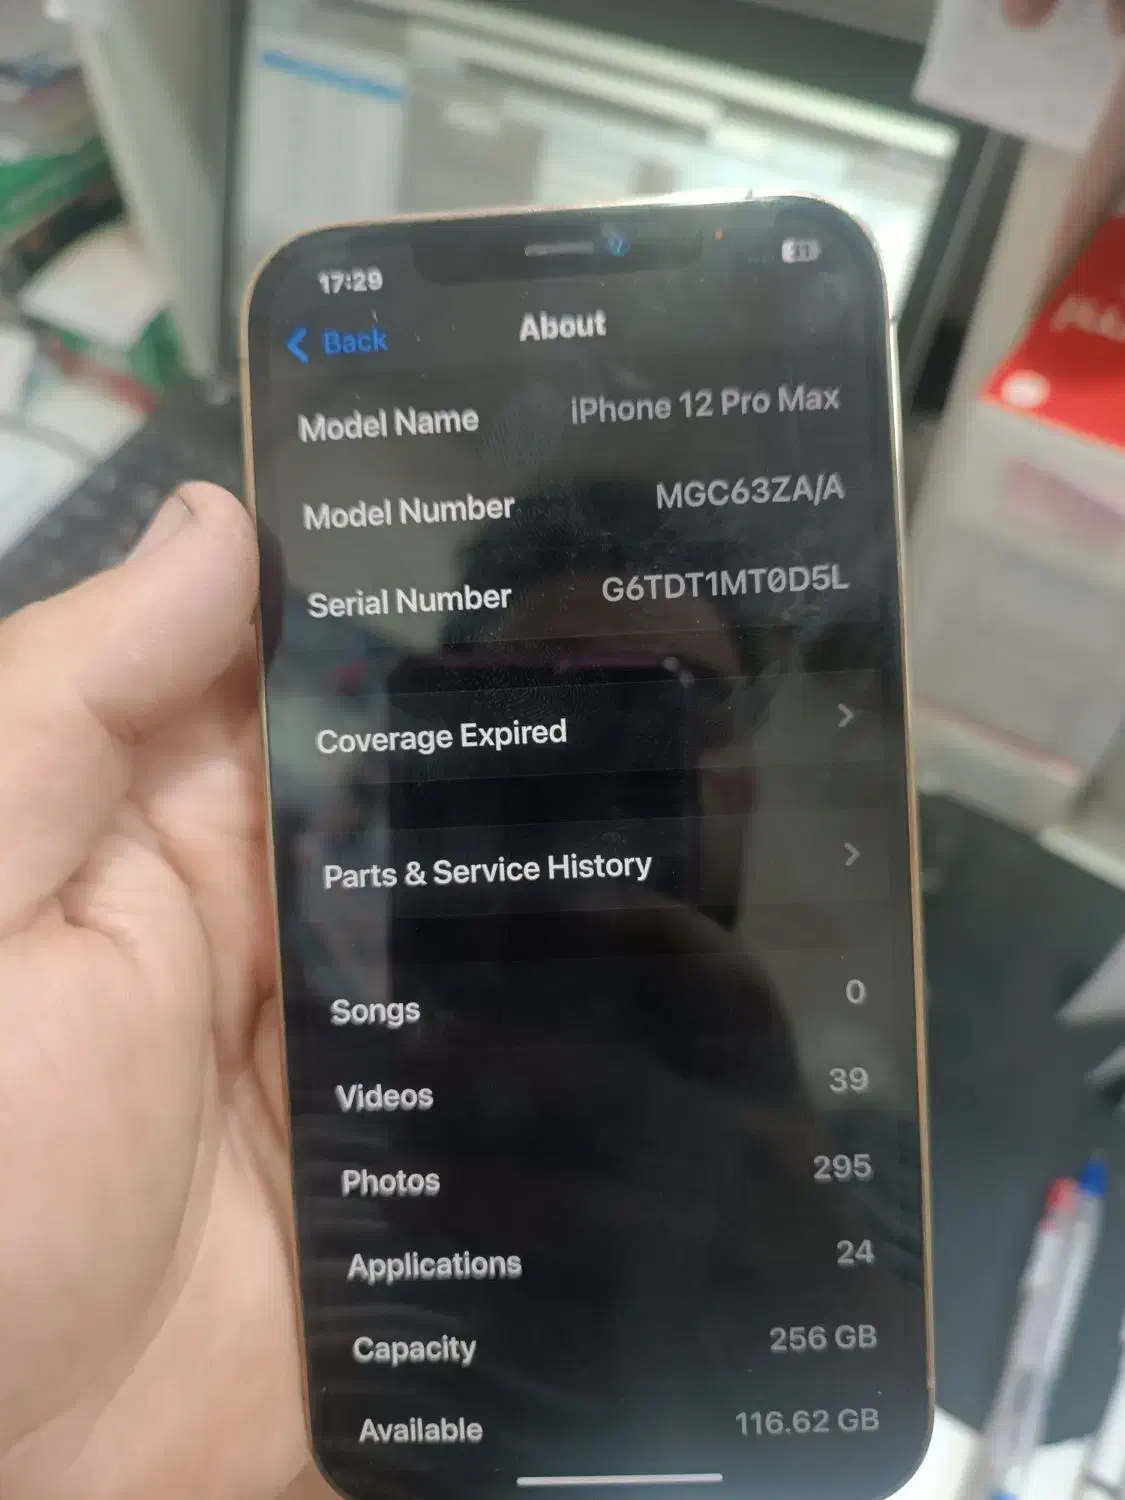 17:29
Back
About
Model Name iPhone 12 Pro Max
Model Number MGC63ZA/A
Serial Number G6TDT1MT0D5L
Coverage Expired
Parts & Service History
Songs 0
Videos 39
Photos 295
Applications 24
Capacity 256 GB
Available 116.62 GB